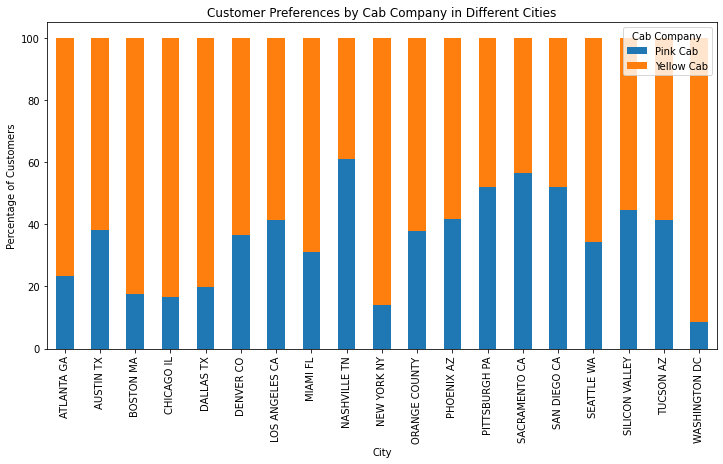 Customer Preferences by Cab Company in Different Cities
Cab Company
Pink Cab
Yellow Cab
Percentage of Customers
100
80
60
40
20
0
ATLANTA GA
AUSTIN TX
BOSTON MA
CHICAGO IL
DALLAS TX
DENVER CO
LOS ANGELES CA
MIAMI FL
NASHVILLE TN
NEW YORK NY
ORANGE COUNTY
PHOENIX AZ
PITTSBURGH PA
SACRAMENTO CA
SAN DIEGO CA
SEATTLE WA
SILICON VALLEY
TUCSON AZ
WASHINGTON DC
City